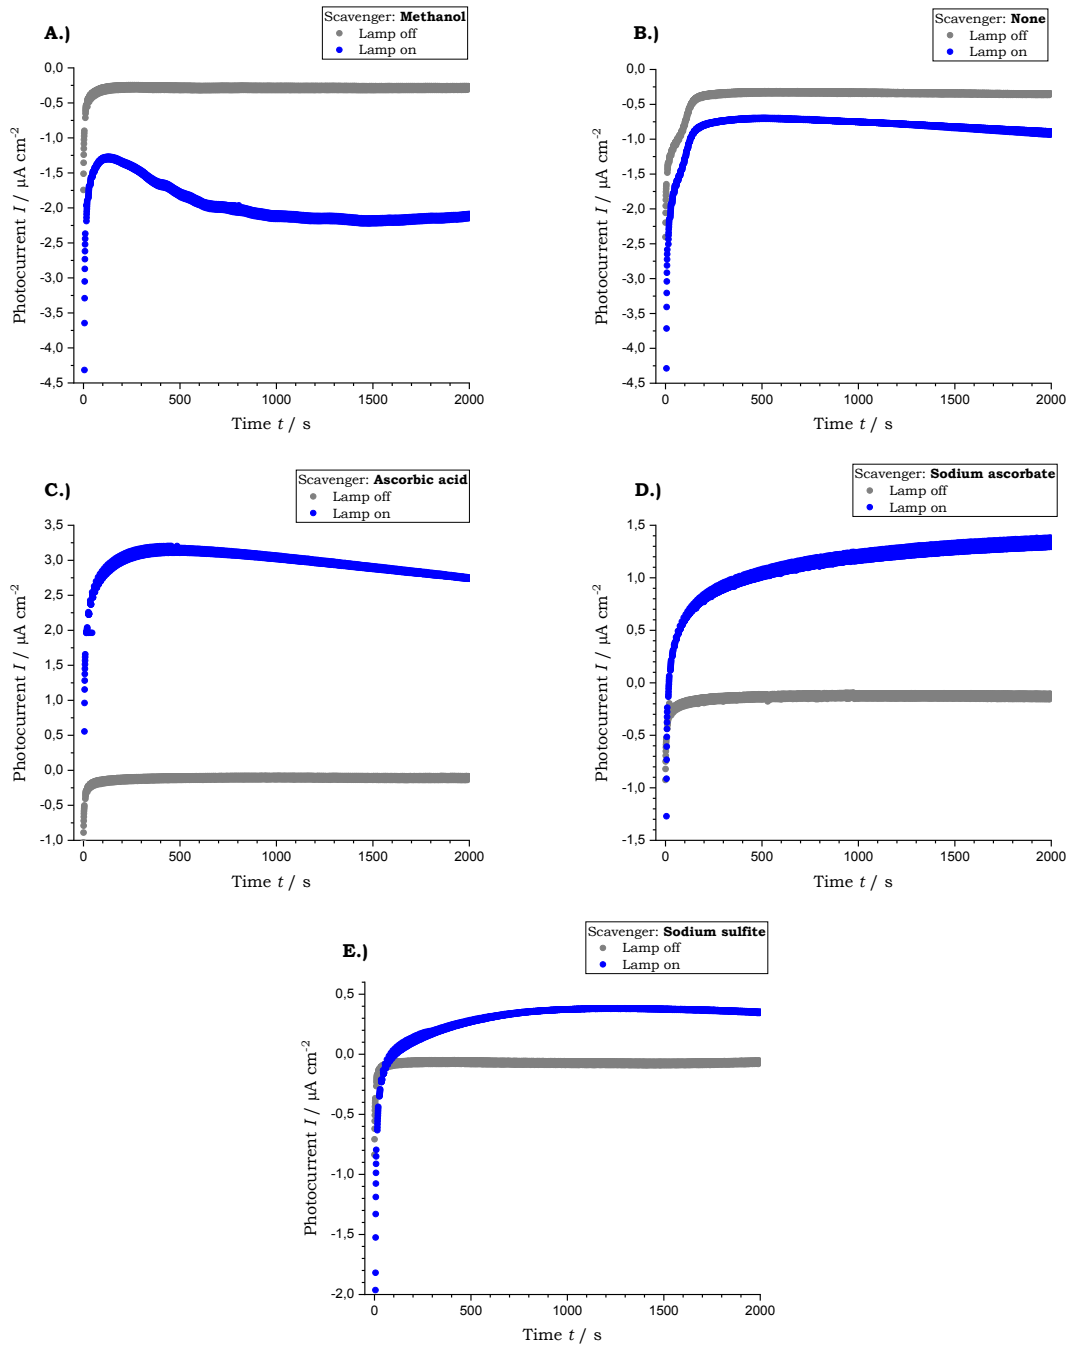 A.)
Scavenger: Methanol
Lamp off
Lamp on
0,0
-0,5
-1,0
-1,5
-2,0
-2,5
-3,0
-3,5
-4,0
-4,5
Photocurrent I / μA cm-2
0 500 1000 1500 2000
Time t / s
B.)
Scavenger: None
Lamp off
Lamp on
0,0
-0,5
-1,0
-1,5
-2,0
-2,5
-3,0
-3,5
-4,0
-4,5
Photocurrent I / μA cm-2
0 500 1000 1500 2000
Time t / s
C.)
Scavenger: Ascorbic acid
Lamp off
Lamp on
3,5
3,0
2,5
2,0
1,5
1,0
0,5
0,0
-0,5
-1,0
Photocurrent I / μA cm-2
0 500 1000 1500 2000
Time t / s
D.)
Scavenger: Sodium ascorbate
Lamp off
Lamp on
1,5
1,0
0,5
0,0
-0,5
-1,0
-1,5
Photocurrent I / μA cm-2
0 500 1000 1500 2000
Time t / s
E.)
Scavenger: Sodium sulfite
Lamp off
Lamp on
0,5
0,0
-0,5
-1,0
-1,5
-2,0
Photocurrent I / μA cm-2
0 500 1000 1500 2000
Time t / s